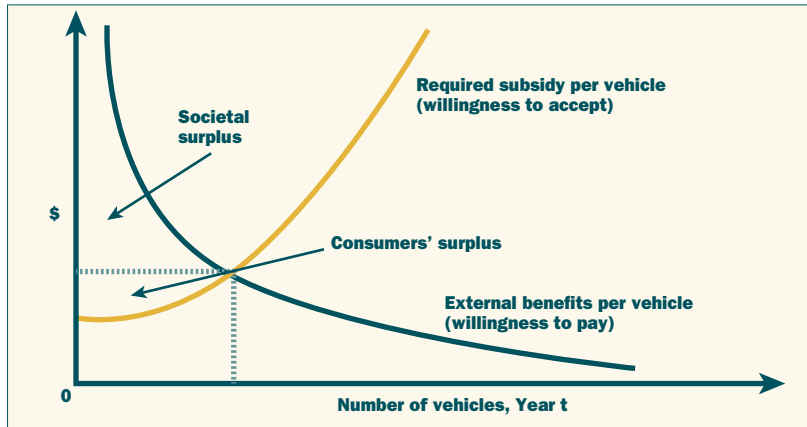 Required subsidy per vehicle
(willingness to accept)
Societal
surplus
$
Consumers’ surplus
External benefits per vehicle
(willingness to pay)
0
Number of vehicles, Year t